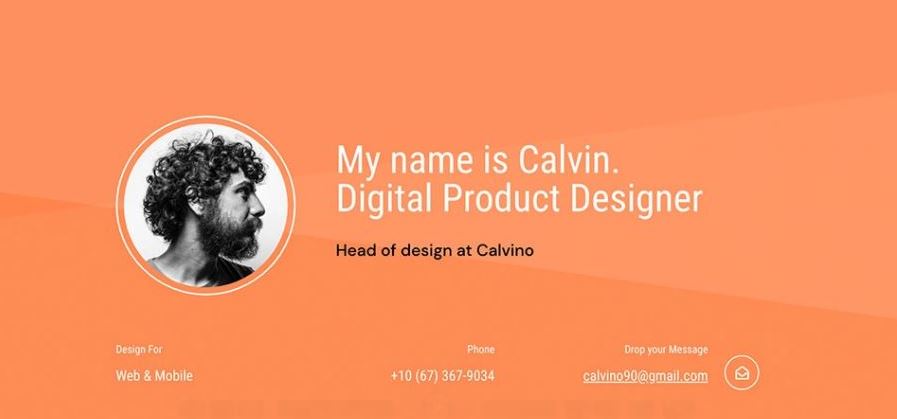 My name is Calvin.
Digital Product Designer
Head of design at Calvino
Design For
Web & Mobile
Phone
+10 (67) 367-9034
Drop your Message
calvino90@gmail.com